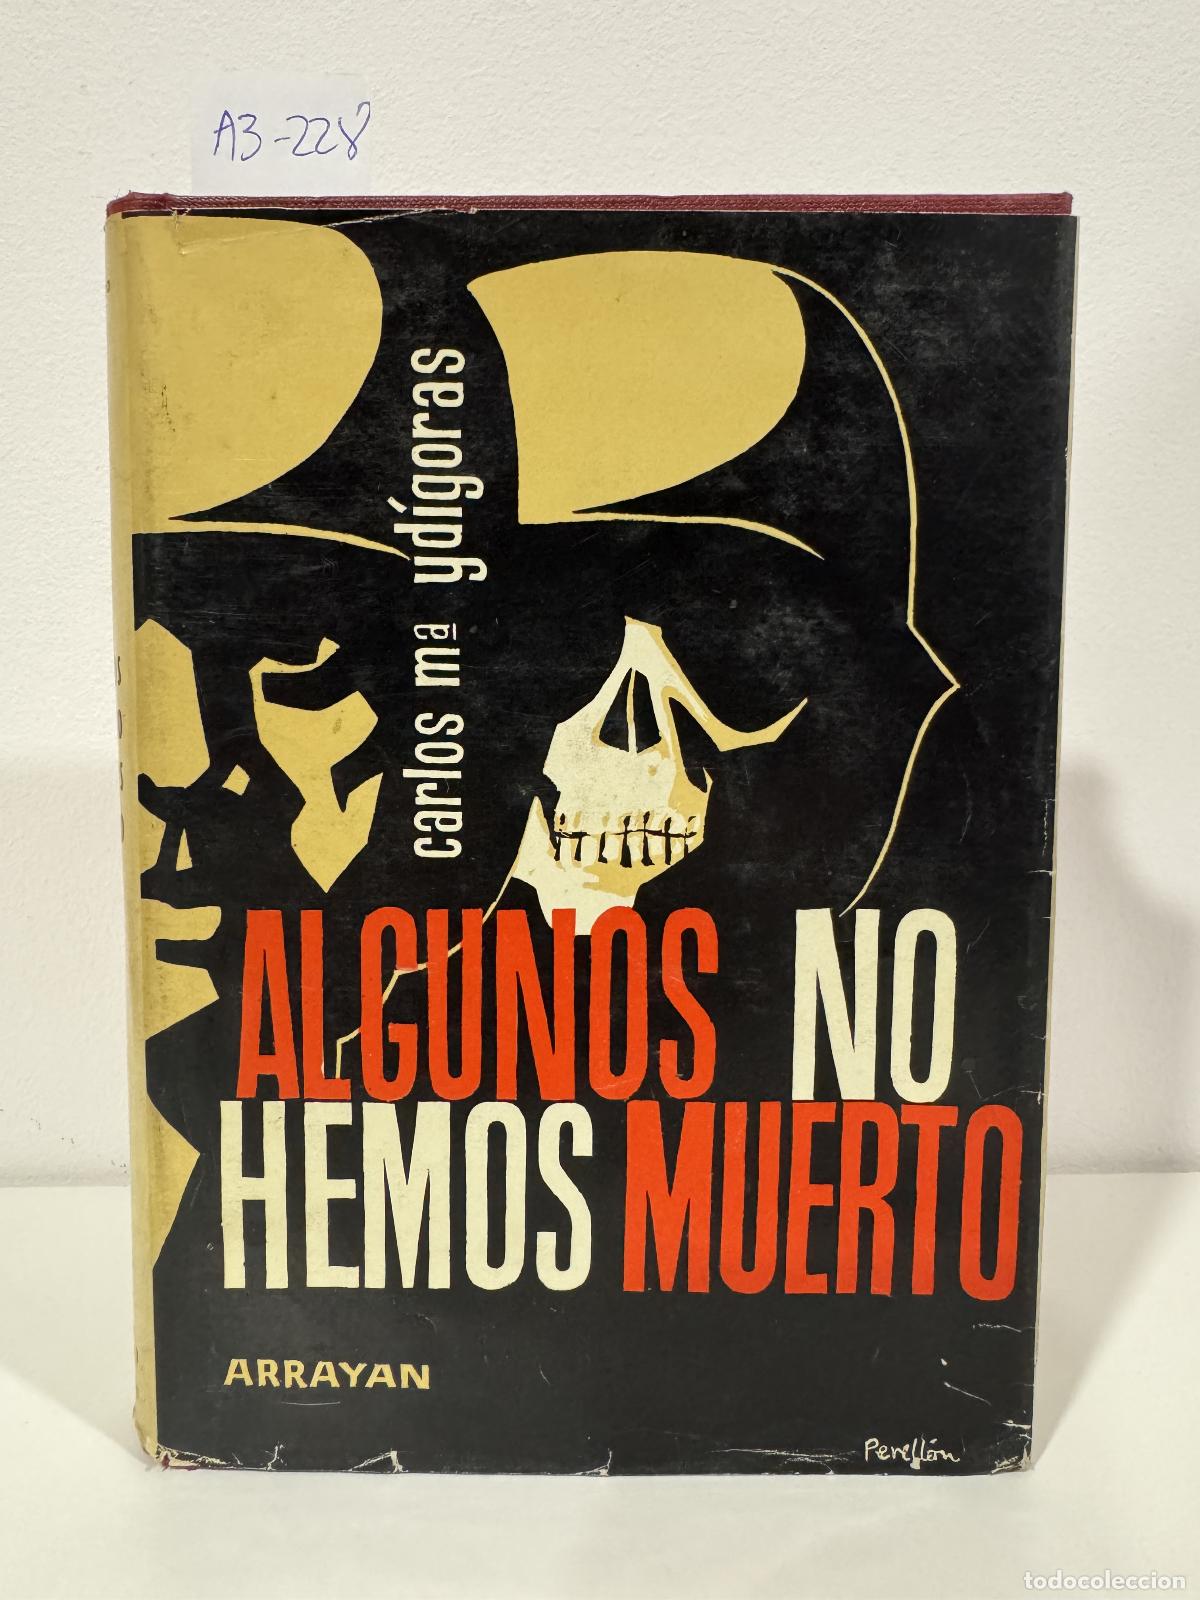 A3-228
carlos mª ydígoras
ALGUNOS NO
HEMOS MUERTO
ARRAYAN
Perellón
todocoleccion